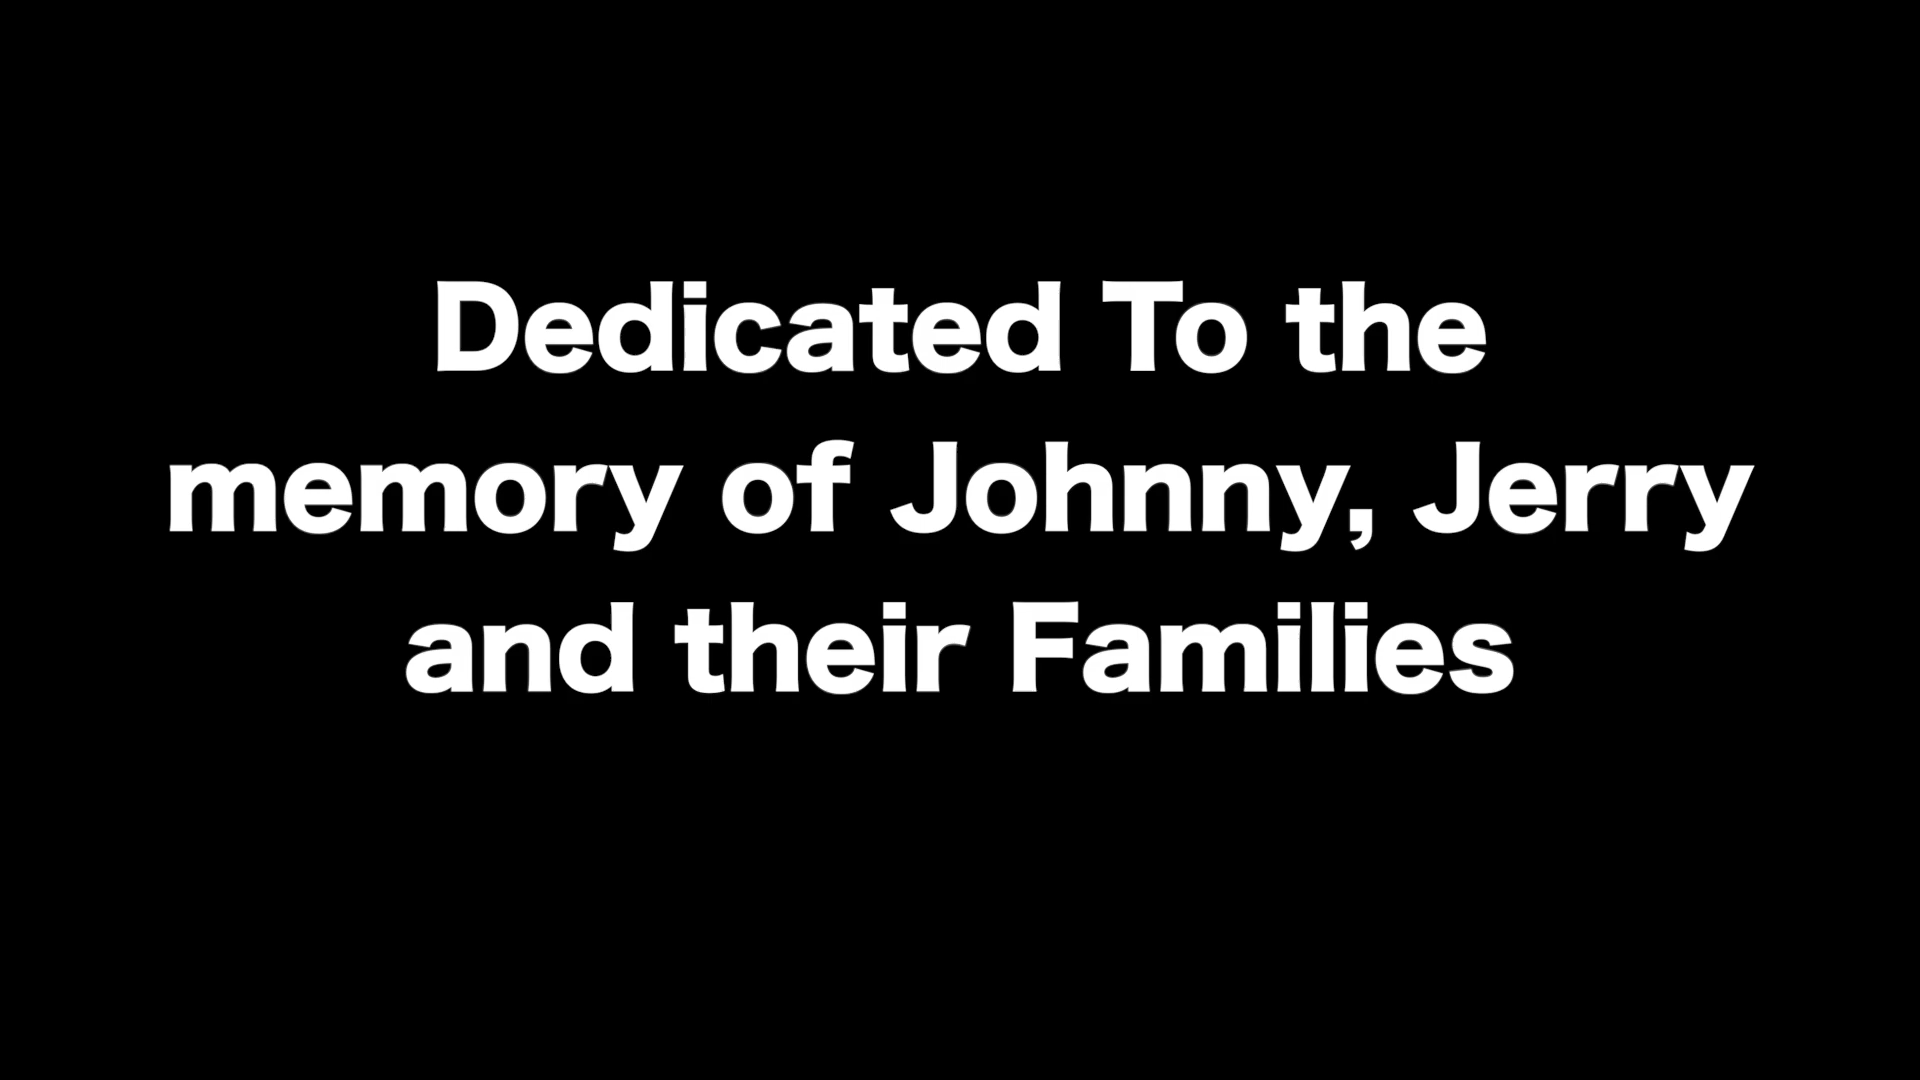 Dedicated To the
memory of Johnny, Jerry
and their Families